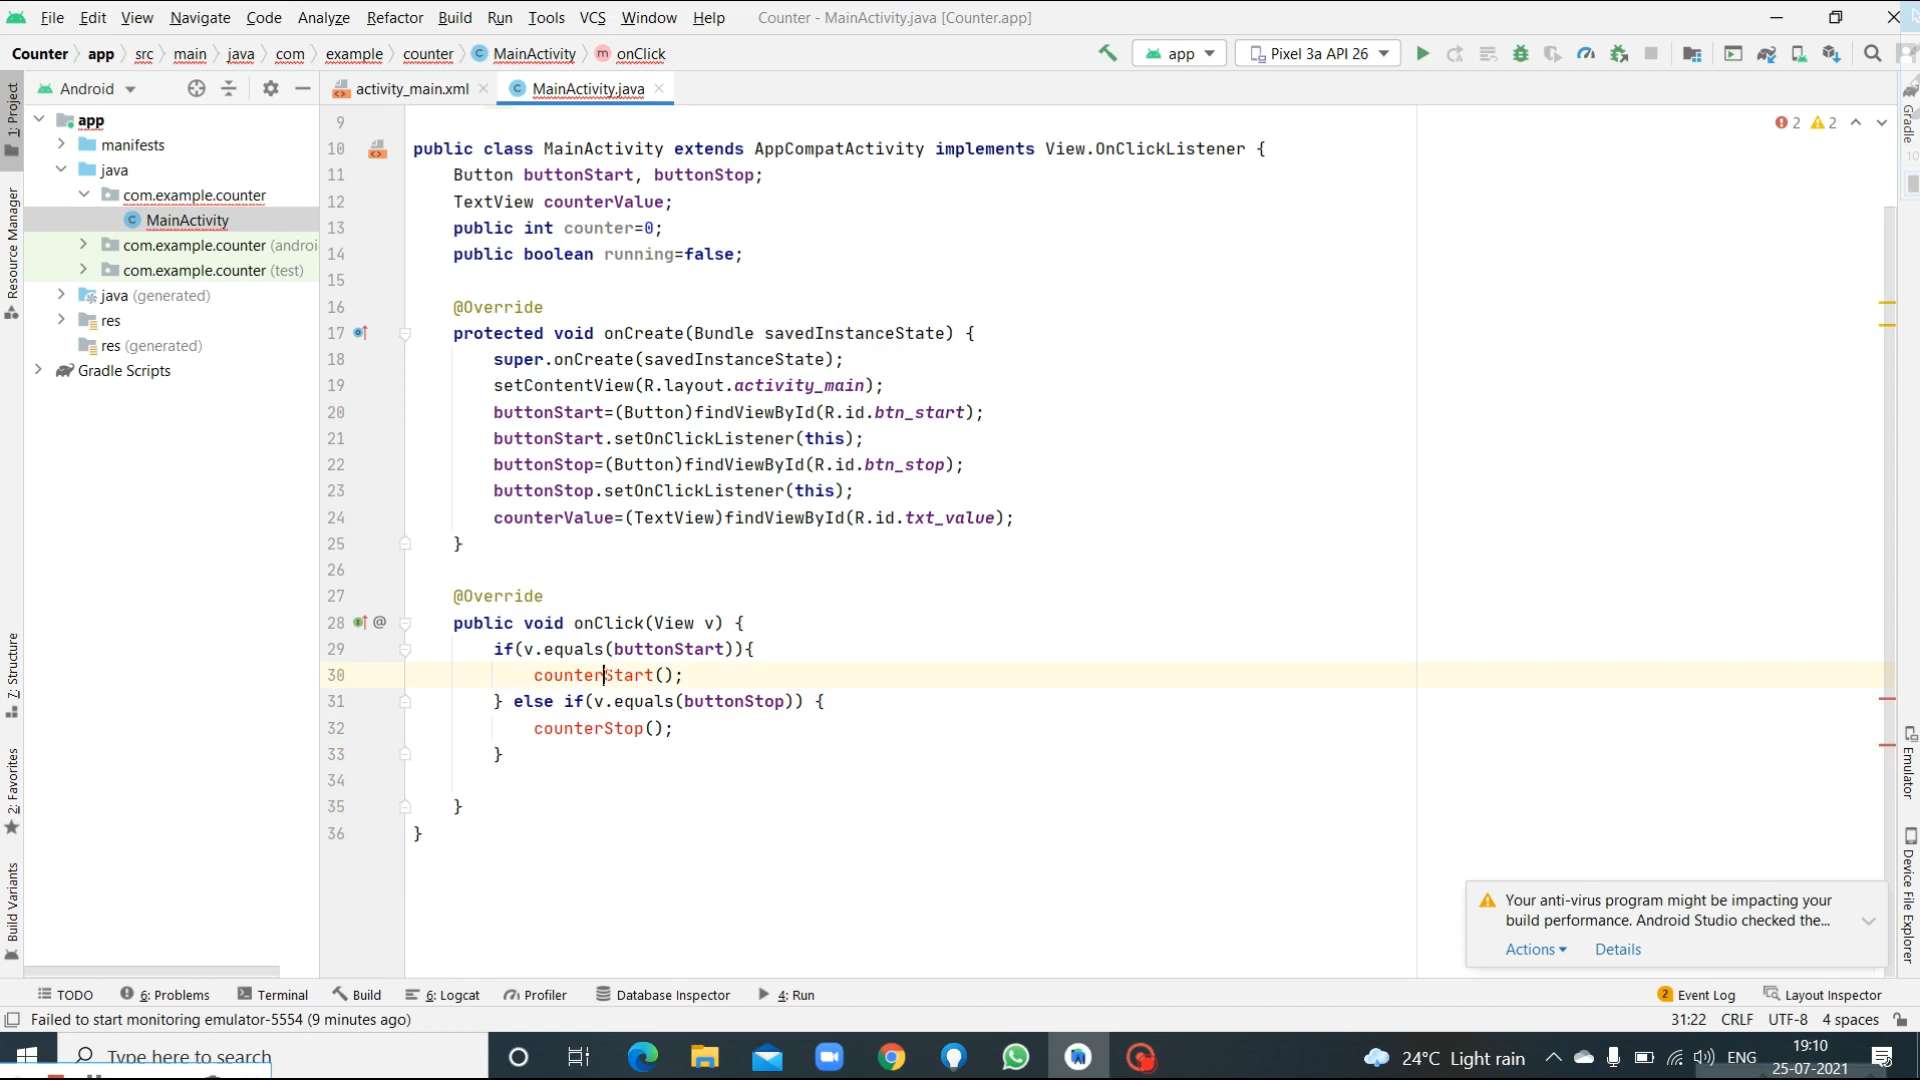 File Edit View Navigate Code Analyze Refactor Build Run Tools VCS Window Help Counter - MainActivity.java [Counter.app]
Counter app src main java com example counter MainActivity onClick app Pixel 3a API 26
Android activity_main.xml MainActivity.java
1: Project
Resource Manager
7: Structure
2: Favorites
Build Variants
app
manifests
java
com.example.counter
MainActivity
com.example.counter (androi
com.example.counter (test)
java (generated)
res
res (generated)
Gradle Scripts
2 2
9
10 public class MainActivity extends AppCompatActivity implements View.OnClickListener {
11 Button buttonStart, buttonStop;
12 TextView counterValue;
13 public int counter=0;
14 public boolean running=false;
15
16 @Override
17 protected void onCreate(Bundle savedInstanceState) {
18 super.onCreate(savedInstanceState);
19 setContentView(R.layout.activity_main);
20 buttonStart=(Button)findViewById(R.id.btn_start);
21 buttonStart.setOnClickListener(this);
22 buttonStop=(Button)findViewById(R.id.btn_stop);
23 buttonStop.setOnClickListener(this);
24 counterValue=(TextView)findViewById(R.id.txt_value);
25 }
26
27 @Override
28 @ public void onClick(View v) {
29 if(v.equals(buttonStart)){
30 counterStart();
31 } else if(v.equals(buttonStop)) {
32 counterStop();
33 }
34
35 }
36 }
Gradle
Emulator
Device File Explorer
Your anti-virus program might be impacting your
build performance. Android Studio checked the...
Actions Details
TODO 6: Problems Terminal Build 6: Logcat Profiler Database Inspector 4: Run 2 Event Log Layout Inspector
Failed to start monitoring emulator-5554 (9 minutes ago) 31:22 CRLF UTF-8 4 spaces
Type here to search 24°C Light rain ENG 19:10
25-07-2021